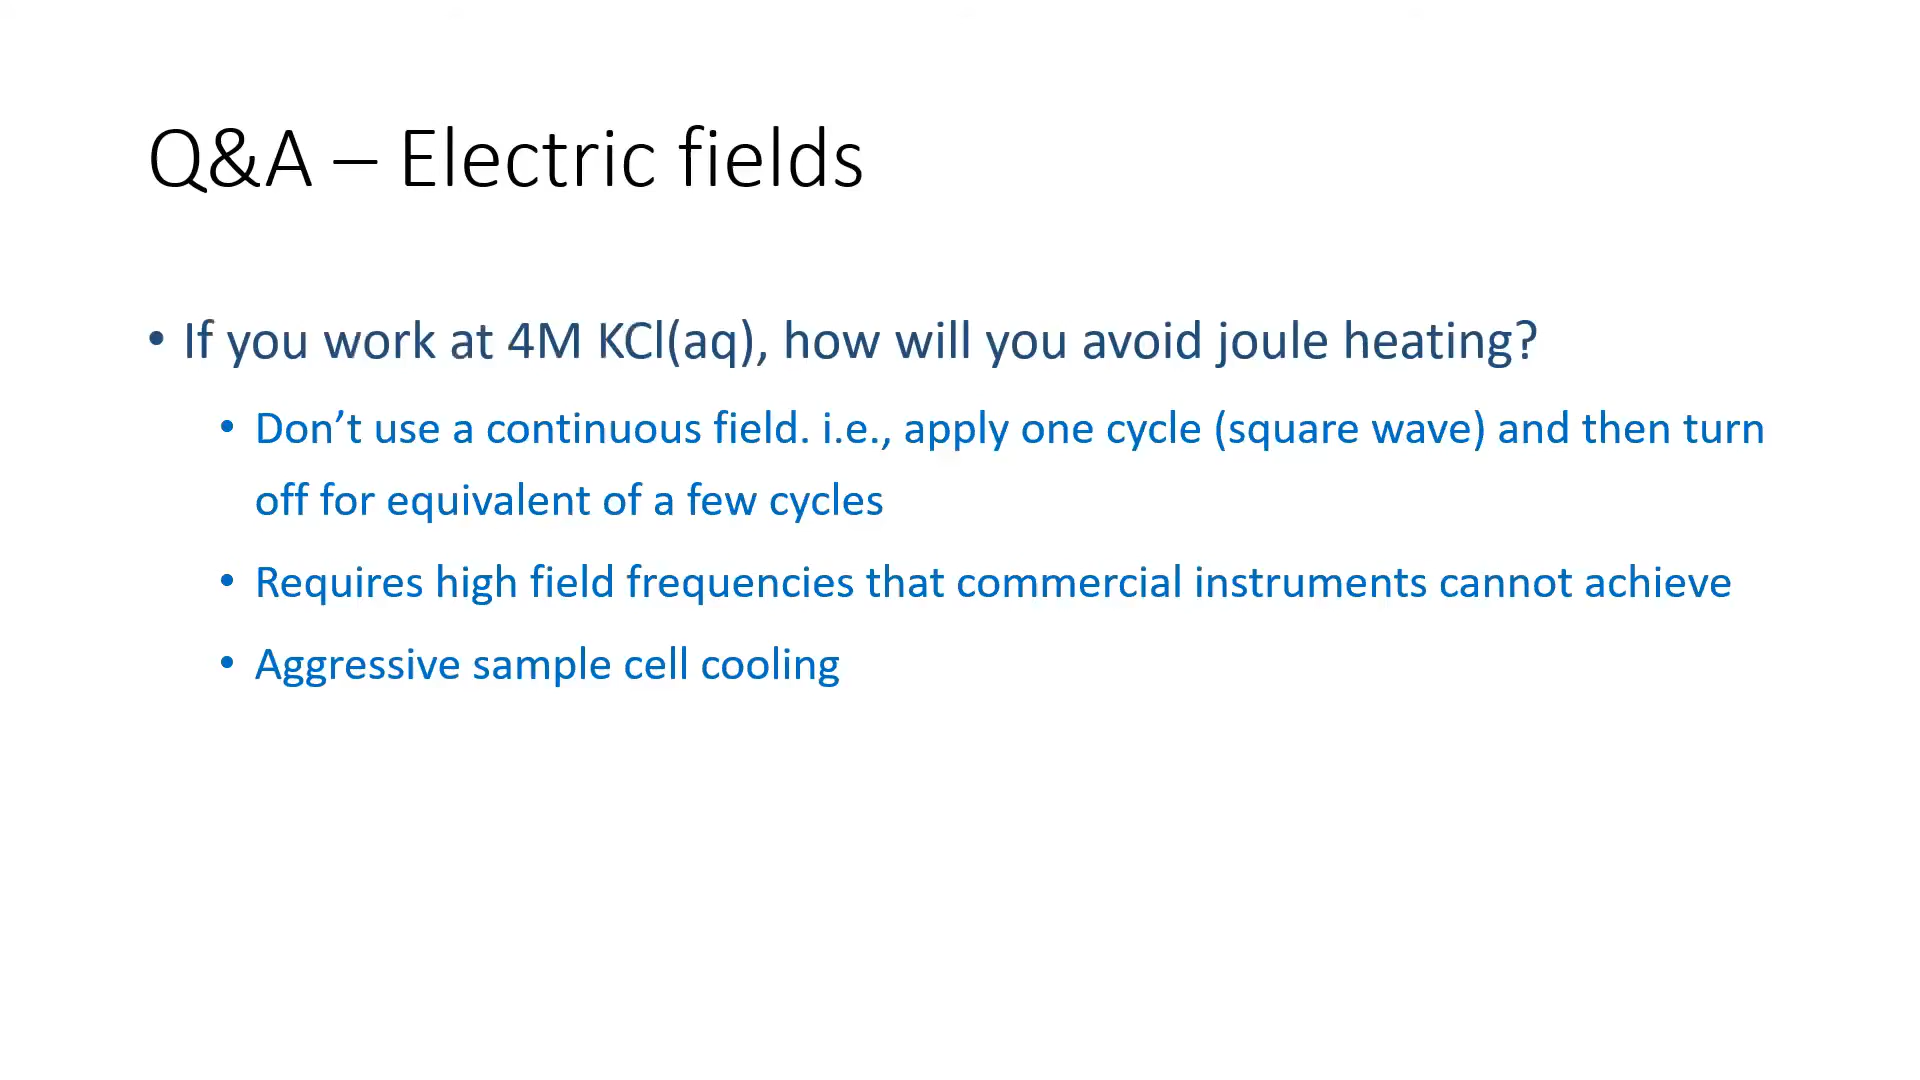 Q&A – Electric fields
• If you work at 4M KCl(aq), how will you avoid joule heating?
• Don’t use a continuous field. i.e., apply one cycle (square wave) and then turn
off for equivalent of a few cycles
• Requires high field frequencies that commercial instruments cannot achieve
• Aggressive sample cell cooling